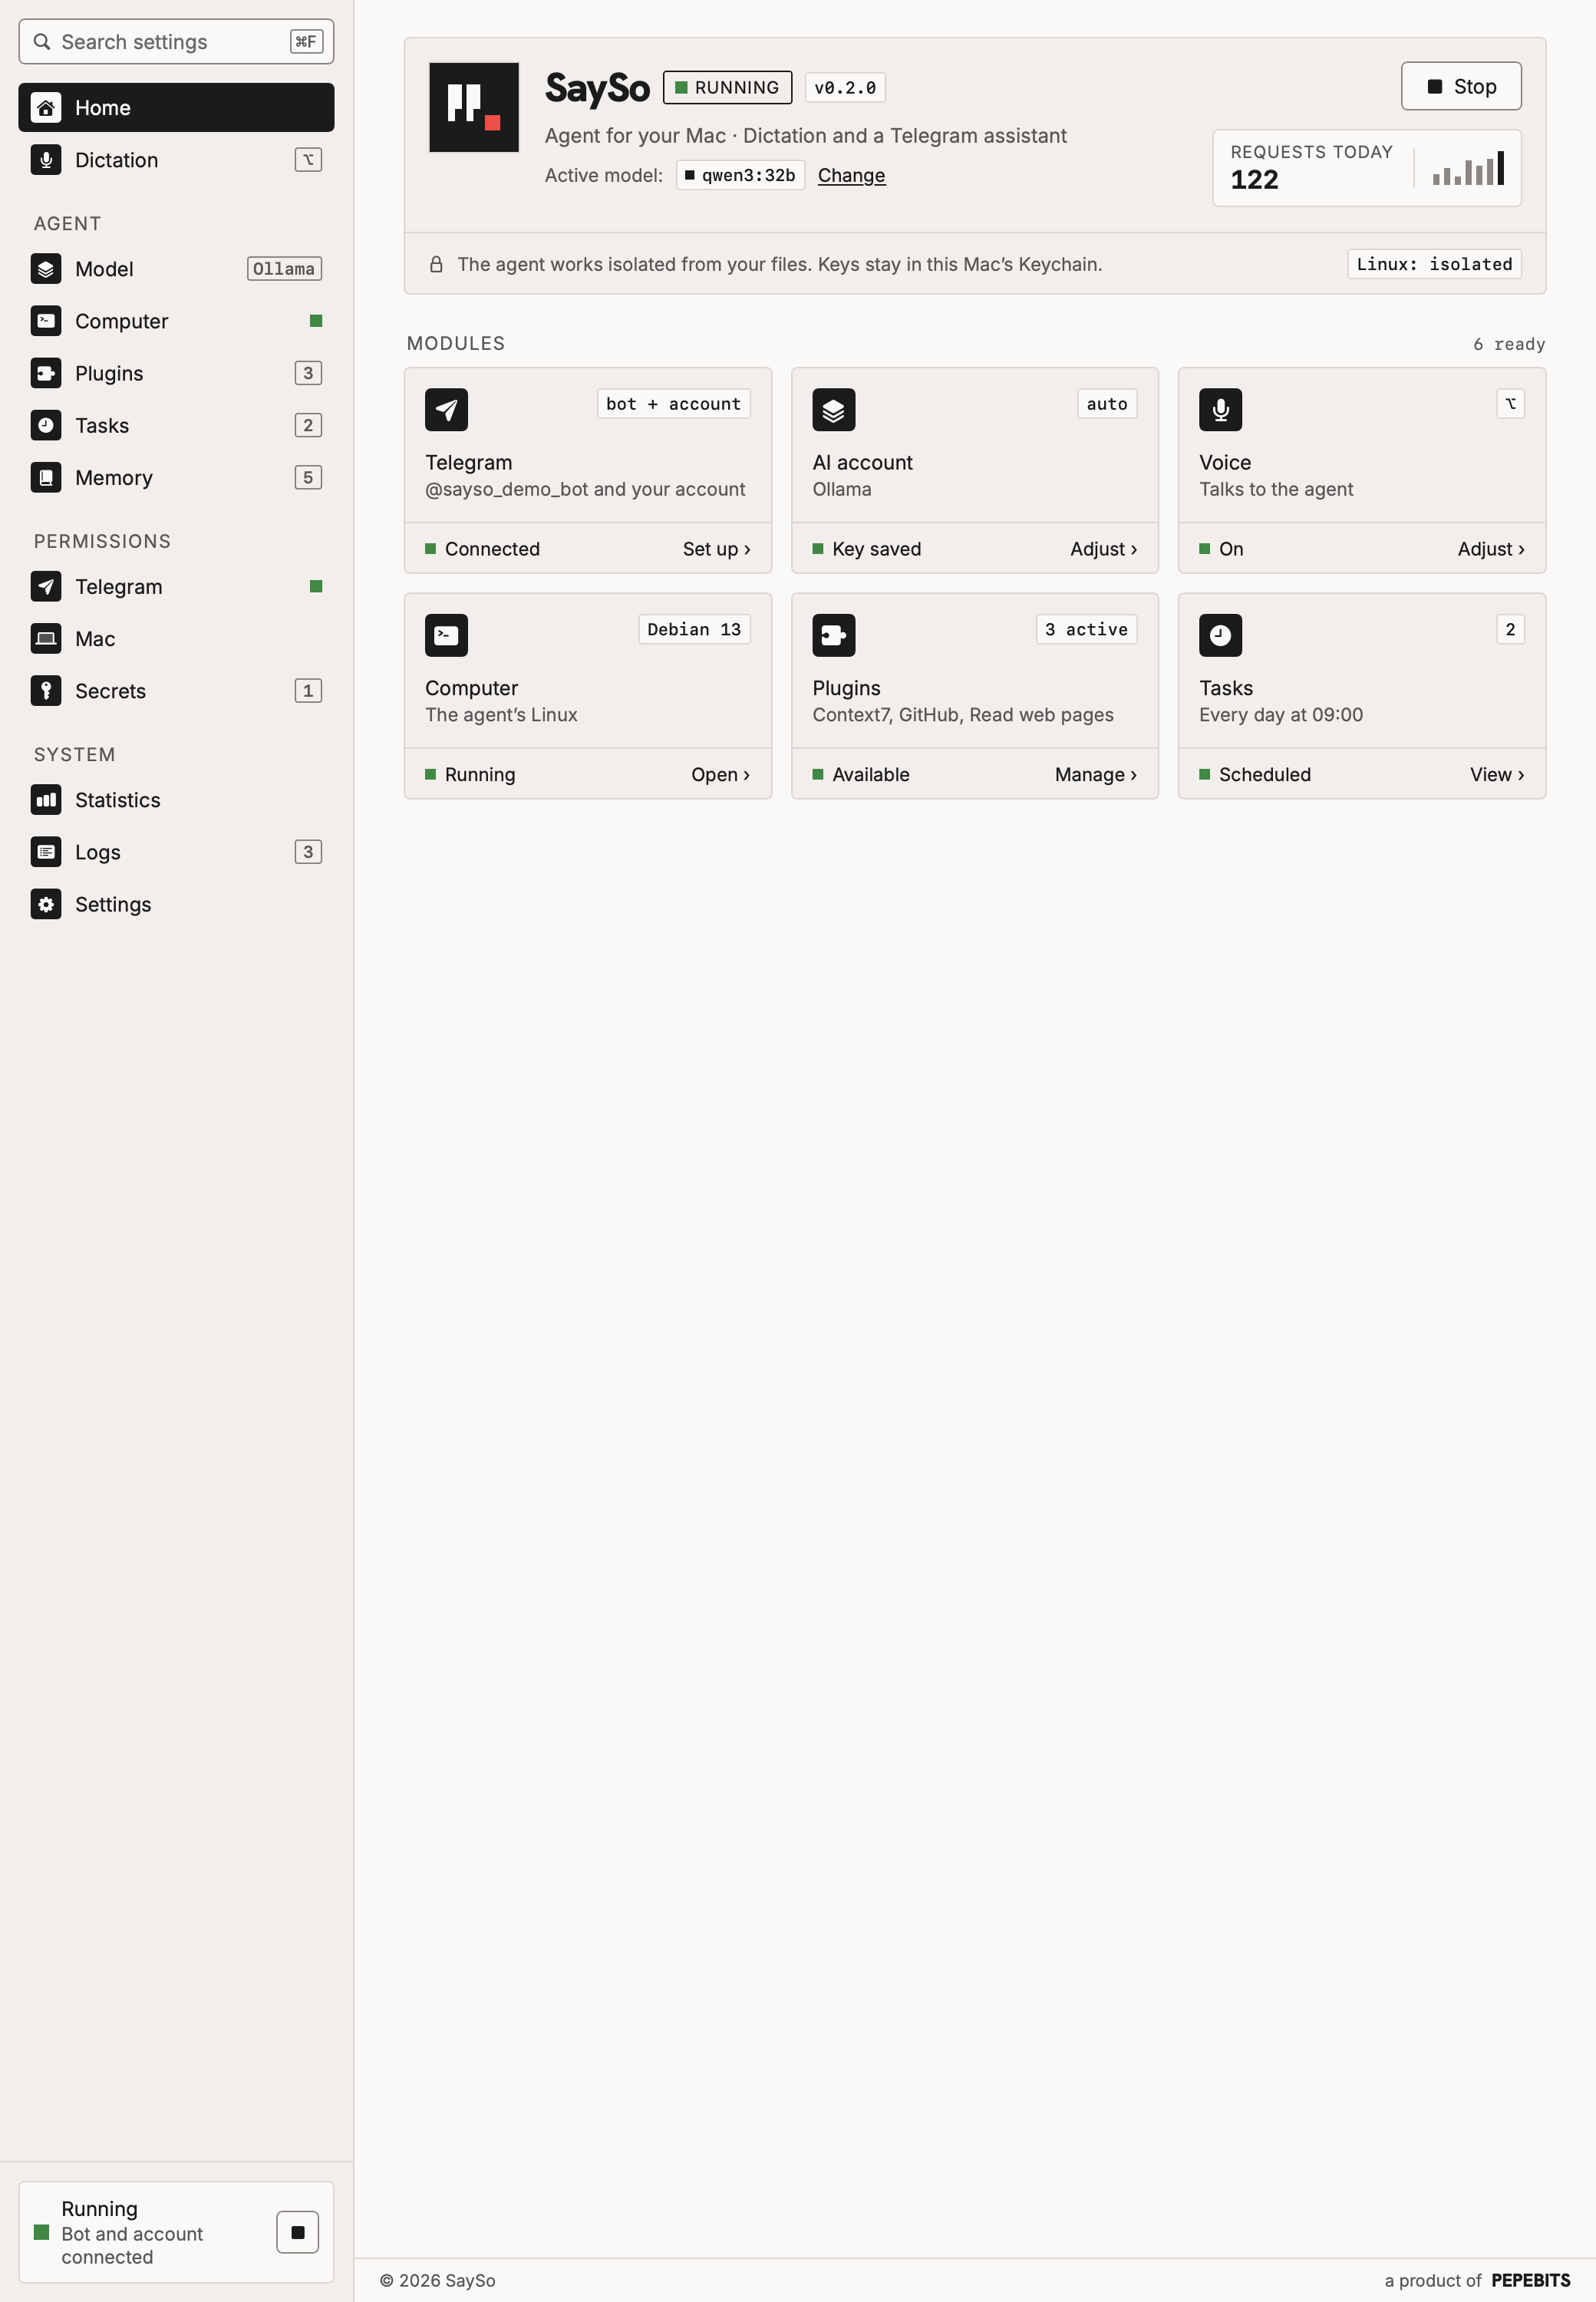 Search settings ⌘F
Home
Dictation ⌥
AGENT
Model Ollama
Computer
Plugins 3
Tasks 2
Memory 5
PERMISSIONS
Telegram
Mac
Secrets 1
SYSTEM
Statistics
Logs 3
Settings
Running
Bot and account
connected
SaySo RUNNING v0.2.0
Stop
Agent for your Mac · Dictation and a Telegram assistant
Active model: qwen3:32b Change
REQUESTS TODAY
122
The agent works isolated from your files. Keys stay in this Mac’s Keychain.
Linux: isolated
MODULES
6 ready
bot + account
Telegram
@sayso_demo_bot and your account
Connected Set up ›
auto
AI account
Ollama
Key saved Adjust ›
⌥
Voice
Talks to the agent
On Adjust ›
Debian 13
Computer
The agent’s Linux
Running Open ›
3 active
Plugins
Context7, GitHub, Read web pages
Available Manage ›
2
Tasks
Every day at 09:00
Scheduled View ›
© 2026 SaySo
a product of PEPEBITS